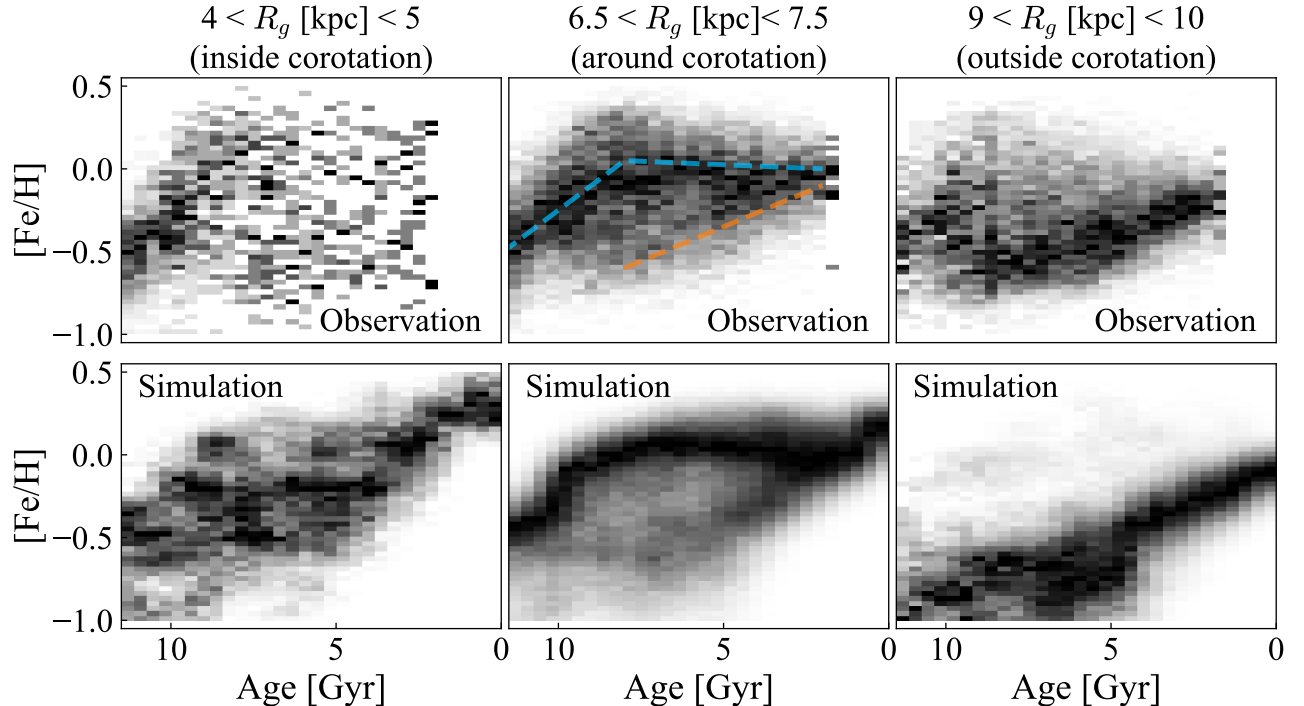 4 < R_g [kpc] < 5
(inside corotation)
6.5 < R_g [kpc]< 7.5
(around corotation)
9 < R_g [kpc] < 10
(outside corotation)
[Fe/H]
0.5
0.0
−0.5
−1.0
Observation
Observation
Observation
[Fe/H]
0.5
0.0
−0.5
−1.0
Simulation
Simulation
Simulation
10 5 0
10 5 0
10 5 0
Age [Gyr]
Age [Gyr]
Age [Gyr]